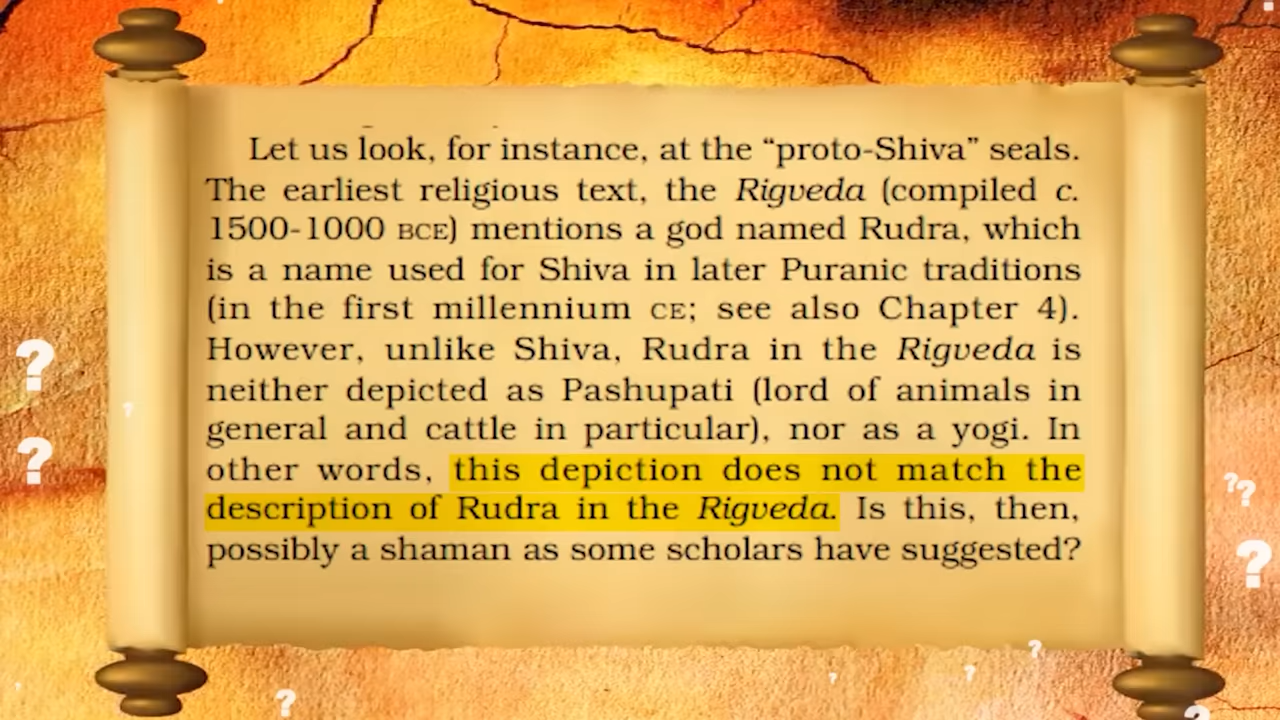 Let us look, for instance, at the “proto-Shiva” seals.
The earliest religious text, the Rigveda (compiled c.
1500-1000 BCE) mentions a god named Rudra, which
is a name used for Shiva in later Puranic traditions
(in the first millennium CE; see also Chapter 4).
However, unlike Shiva, Rudra in the Rigveda is
neither depicted as Pashupati (lord of animals in
general and cattle in particular), nor as a yogi. In
other words, this depiction does not match the
description of Rudra in the Rigveda. Is this, then,
possibly a shaman as some scholars have suggested?